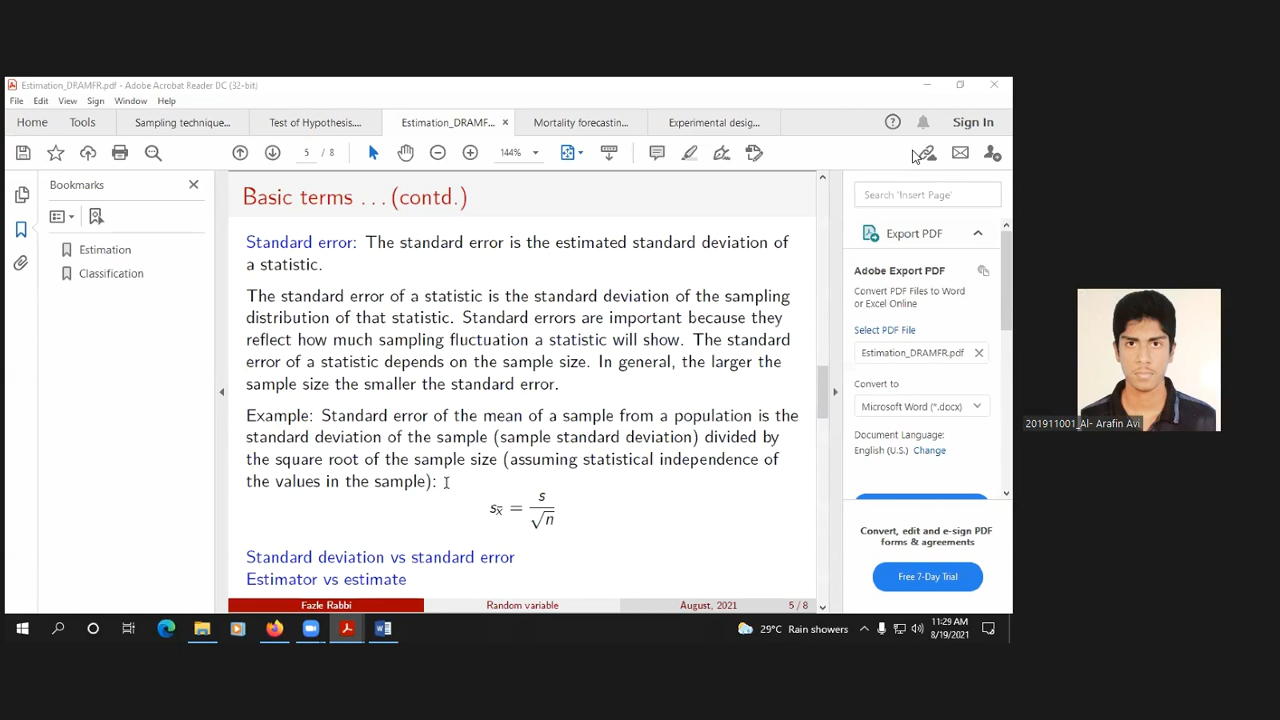 Estimation_DRAMFR.pdf - Adobe Acrobat Reader DC (32-bit)
File Edit View Sign Window Help
Home Tools Sampling technique... Test of Hypothesis.... Estimation_DRAMF... × Mortality forecastin... Experimental desig... Sign In
5 / 8 144%
Bookmarks
Estimation
Classification
Basic terms . . . (contd.)
Standard error: The standard error is the estimated standard deviation of
a statistic.
The standard error of a statistic is the standard deviation of the sampling
distribution of that statistic. Standard errors are important because they
reflect how much sampling fluctuation a statistic will show. The standard
error of a statistic depends on the sample size. In general, the larger the
sample size the smaller the standard error.
Example: Standard error of the mean of a sample from a population is the
standard deviation of the sample (sample standard deviation) divided by
the square root of the sample size (assuming statistical independence of
the values in the sample):
s_x̄ = s / √n
Standard deviation vs standard error
Estimator vs estimate
Fazle Rabbi Random variable August, 2021 5 / 8
Search 'Insert Page'
Export PDF
Adobe Export PDF
Convert PDF Files to Word
or Excel Online
Select PDF File
Estimation_DRAMFR.pdf ×
Convert to
Microsoft Word (*.docx)
Document Language:
English (U.S.) Change
Convert, edit and e-sign PDF
forms & agreements
Free 7-Day Trial
29°C Rain showers
11:29 AM
8/19/2021
201911001_Al- Arafin Avi